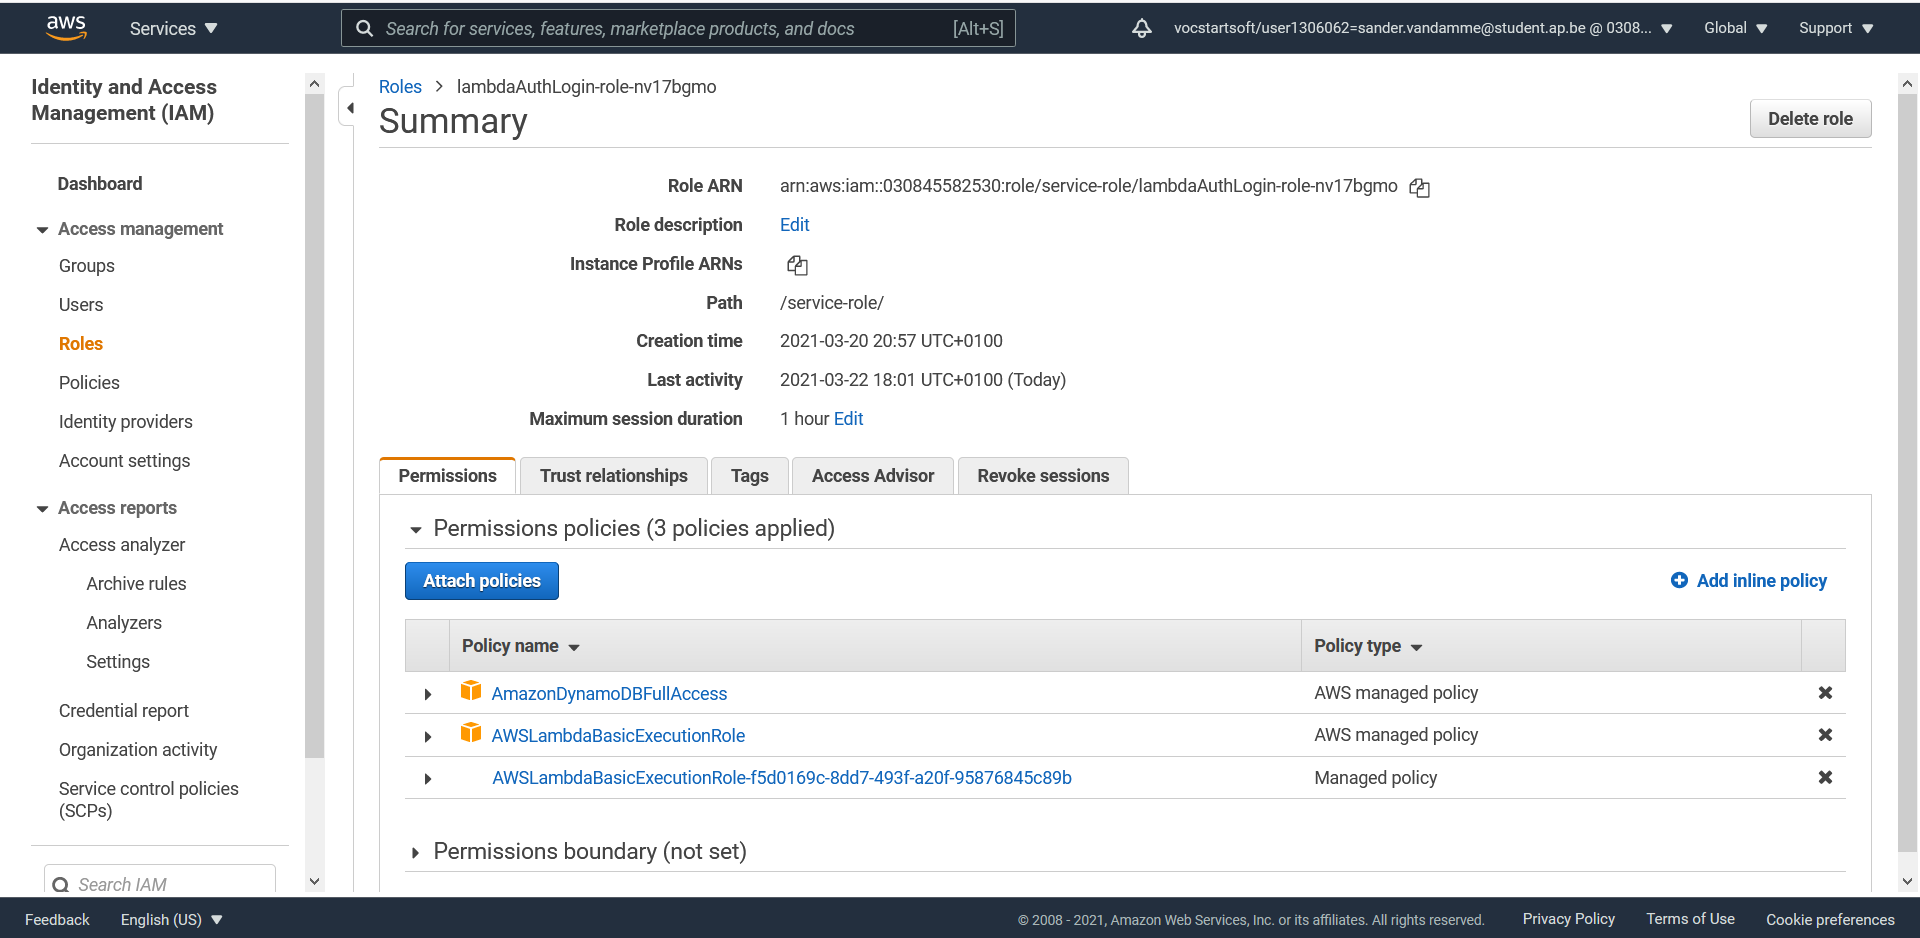 aws
Services
Search for services, features, marketplace products, and docs
[Alt+S]
vocstartsoft/user1306062=sander.vandamme@student.ap.be @ 0308...
Global
Support
Identity and Access
Management (IAM)
Dashboard
Access management
Groups
Users
Roles
Policies
Identity providers
Account settings
Access reports
Access analyzer
Archive rules
Analyzers
Settings
Credential report
Organization activity
Service control policies
(SCPs)
Search IAM
Roles > lambdaAuthLogin-role-nv17bgmo
Summary
Delete role
Role ARN arn:aws:iam::030845582530:role/service-role/lambdaAuthLogin-role-nv17bgmo
Role description Edit
Instance Profile ARNs
Path /service-role/
Creation time 2021-03-20 20:57 UTC+0100
Last activity 2021-03-22 18:01 UTC+0100 (Today)
Maximum session duration 1 hour Edit
Permissions
Trust relationships
Tags
Access Advisor
Revoke sessions
Permissions policies (3 policies applied)
Attach policies
Add inline policy
Policy name Policy type
AmazonDynamoDBFullAccess AWS managed policy
AWSLambdaBasicExecutionRole AWS managed policy
AWSLambdaBasicExecutionRole-f5d0169c-8dd7-493f-a20f-95876845c89b Managed policy
Permissions boundary (not set)
Feedback
English (US)
© 2008 - 2021, Amazon Web Services, Inc. or its affiliates. All rights reserved.
Privacy Policy
Terms of Use
Cookie preferences